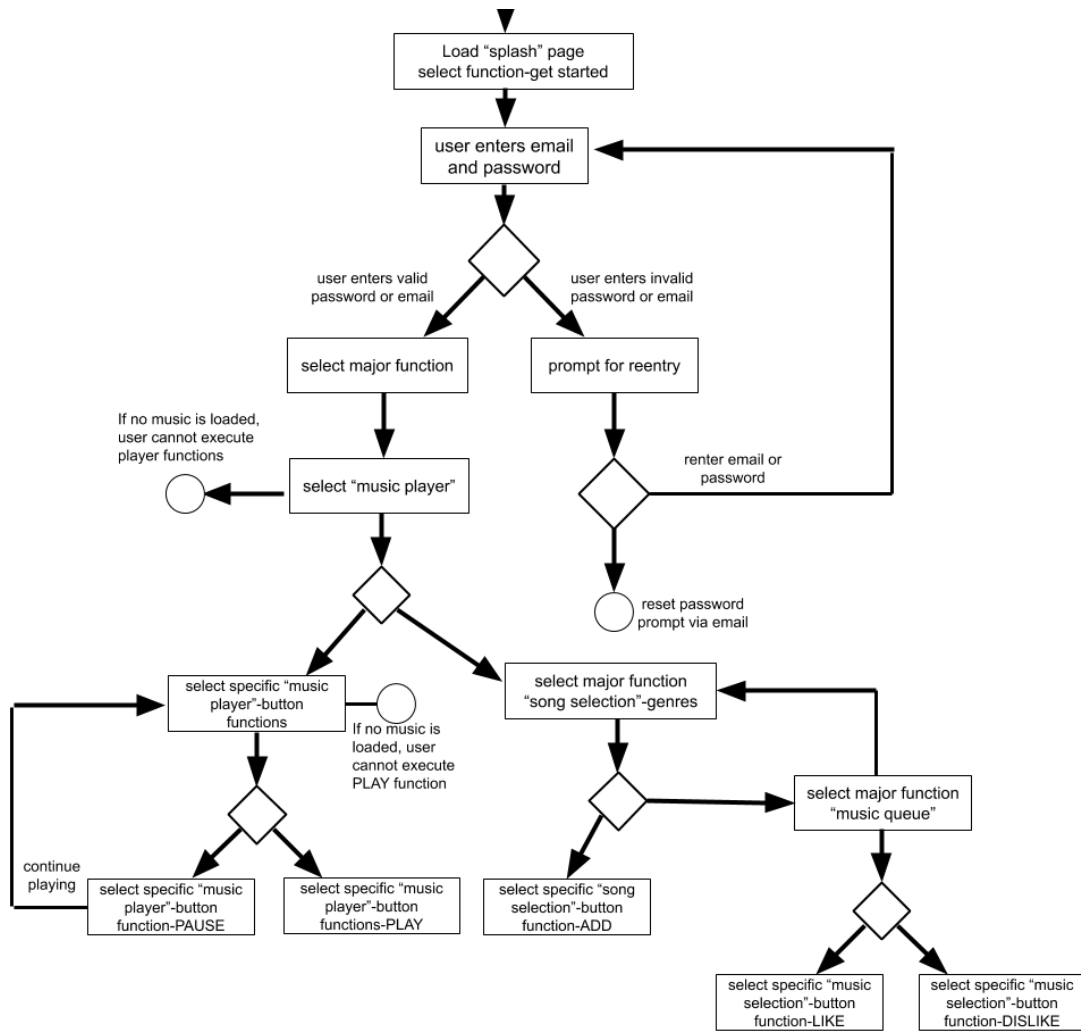 Load “splash” page
select function-get started
user enters email
and password
user enters valid
password or email
user enters invalid
password or email
select major function
prompt for reentry
If no music is loaded,
user cannot execute
player functions
select “music player”
renter email or
password
reset password
prompt via email
select specific “music
player”-button
functions
If no music is
loaded, user
cannot execute
PLAY function
select major function
“song selection”-genres
select major function
“music queue”
continue
playing
select specific “music
player”-button
function-PAUSE
select specific “music
player”-button
functions-PLAY
select specific “song
selection”-button
function-ADD
select specific “music
selection”-button
function-LIKE
select specific “music
selection”-button
function-DISLIKE